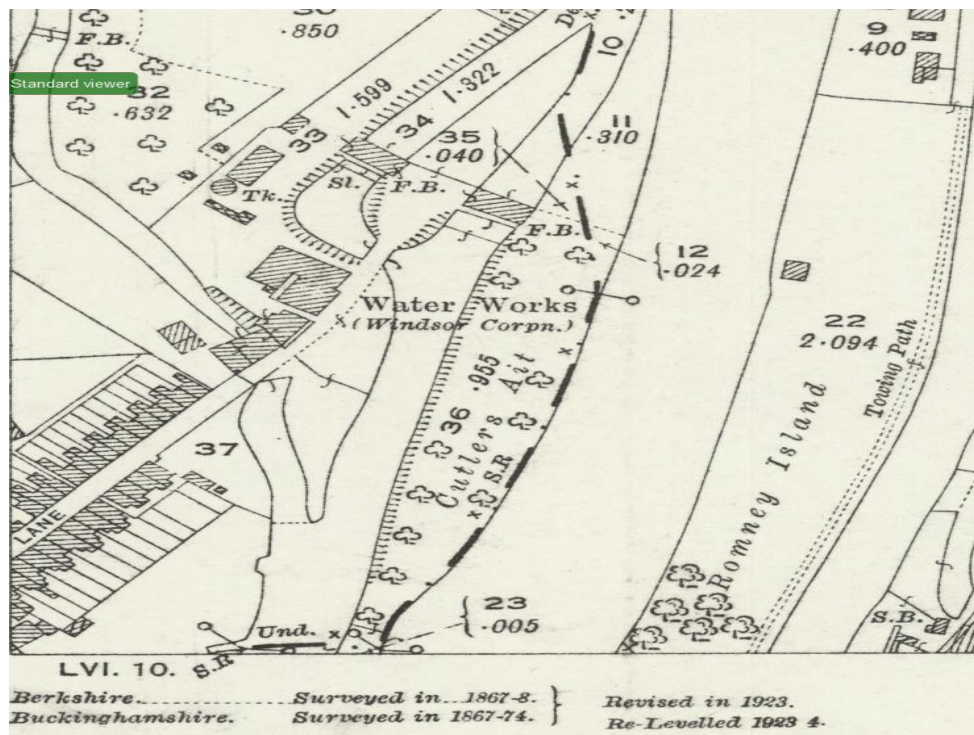 .850
F.B.
Standard viewer
32
.632
33
1.599
34
1.322
35
.040
10
11
.310
9
.400
Tk.
Sl.
F.B.
F.B.
12
.024
Water Works
(Windsor Corpn.)
22
2.094
Towing Path
36
.955
Cutlers Ait
S.R
Romney Island
37
LANE
23
.005
Und.
S.R
S.B.
LVI. 10.
Berkshire. Surveyed in 1867-8.
Buckinghamshire. Surveyed in 1867-74.
Revised in 1923.
Re-Levelled 1923 4.